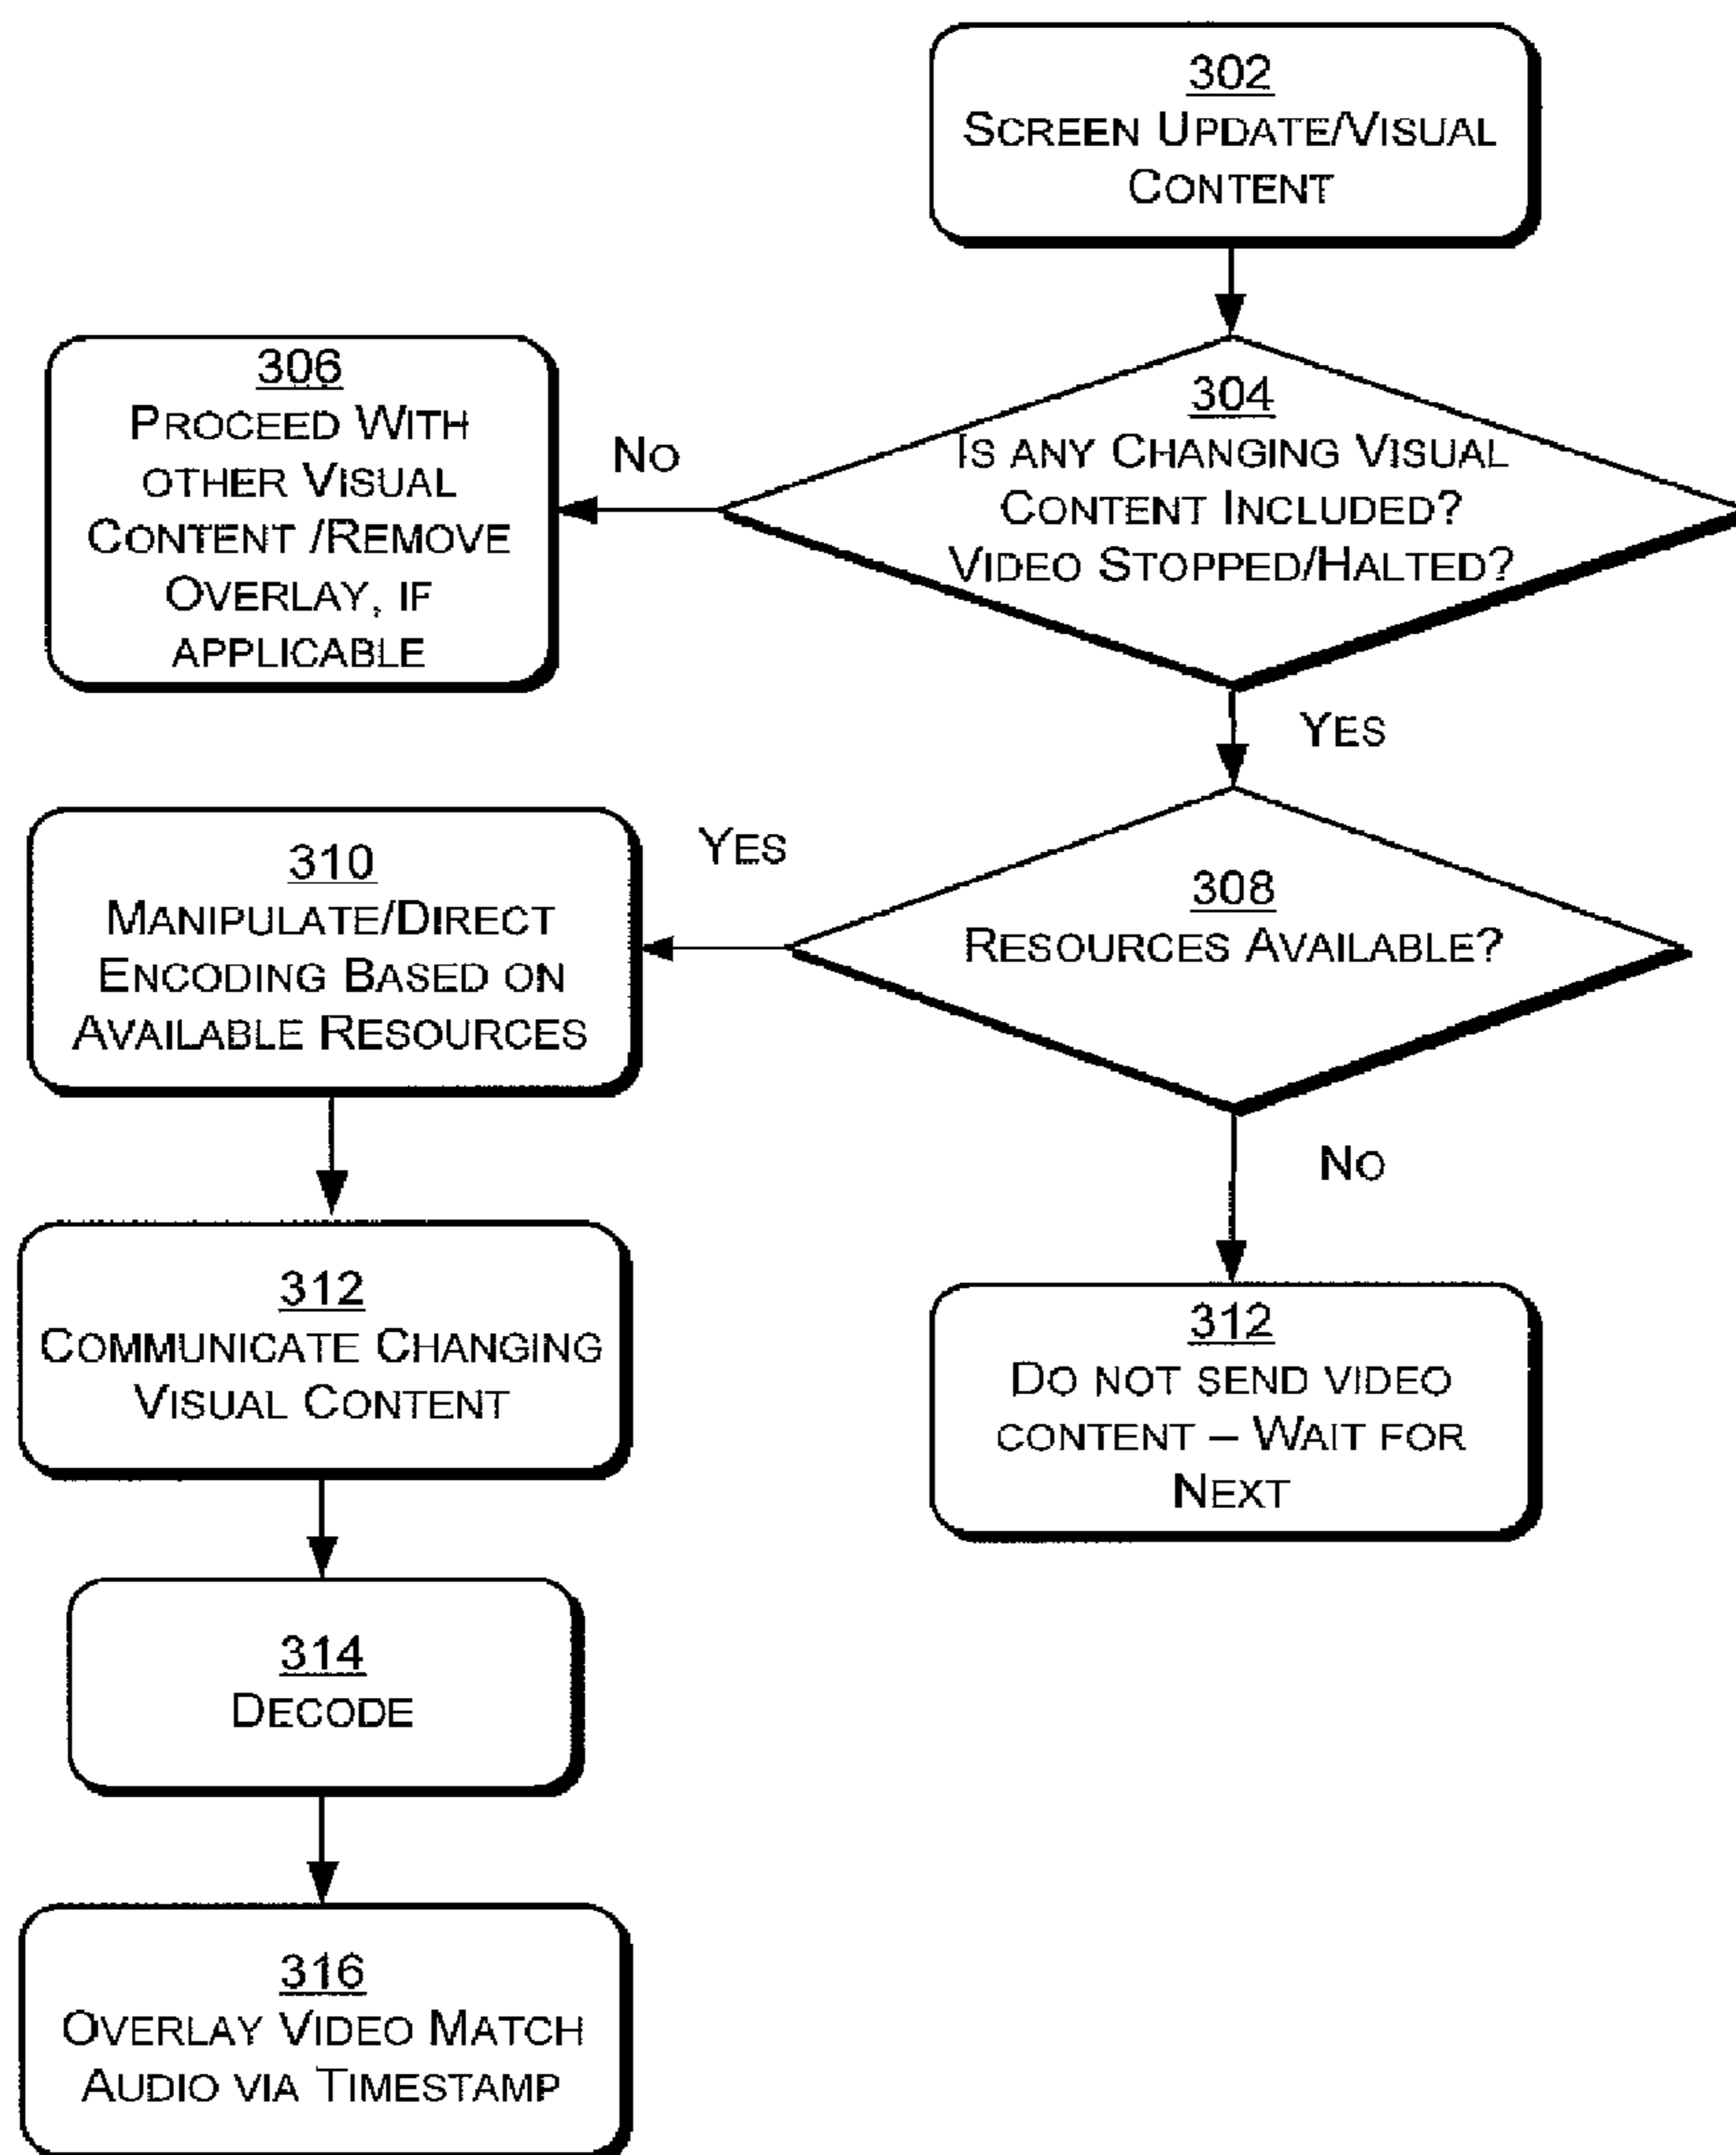 302
SCREEN UPDATE/VISUAL
CONTENT
304
IS ANY CHANGING VISUAL
CONTENT INCLUDED?
VIDEO STOPPED/HALTED?
NO
306
PROCEED WITH
OTHER VISUAL
CONTENT /REMOVE
OVERLAY, IF
APPLICABLE
YES
308
RESOURCES AVAILABLE?
YES
310
MANIPULATE/DIRECT
ENCODING BASED ON
AVAILABLE RESOURCES
NO
312
COMMUNICATE CHANGING
VISUAL CONTENT
312
DO NOT SEND VIDEO
CONTENT – WAIT FOR
NEXT
314
DECODE
316
OVERLAY VIDEO MATCH
AUDIO VIA TIMESTAMP